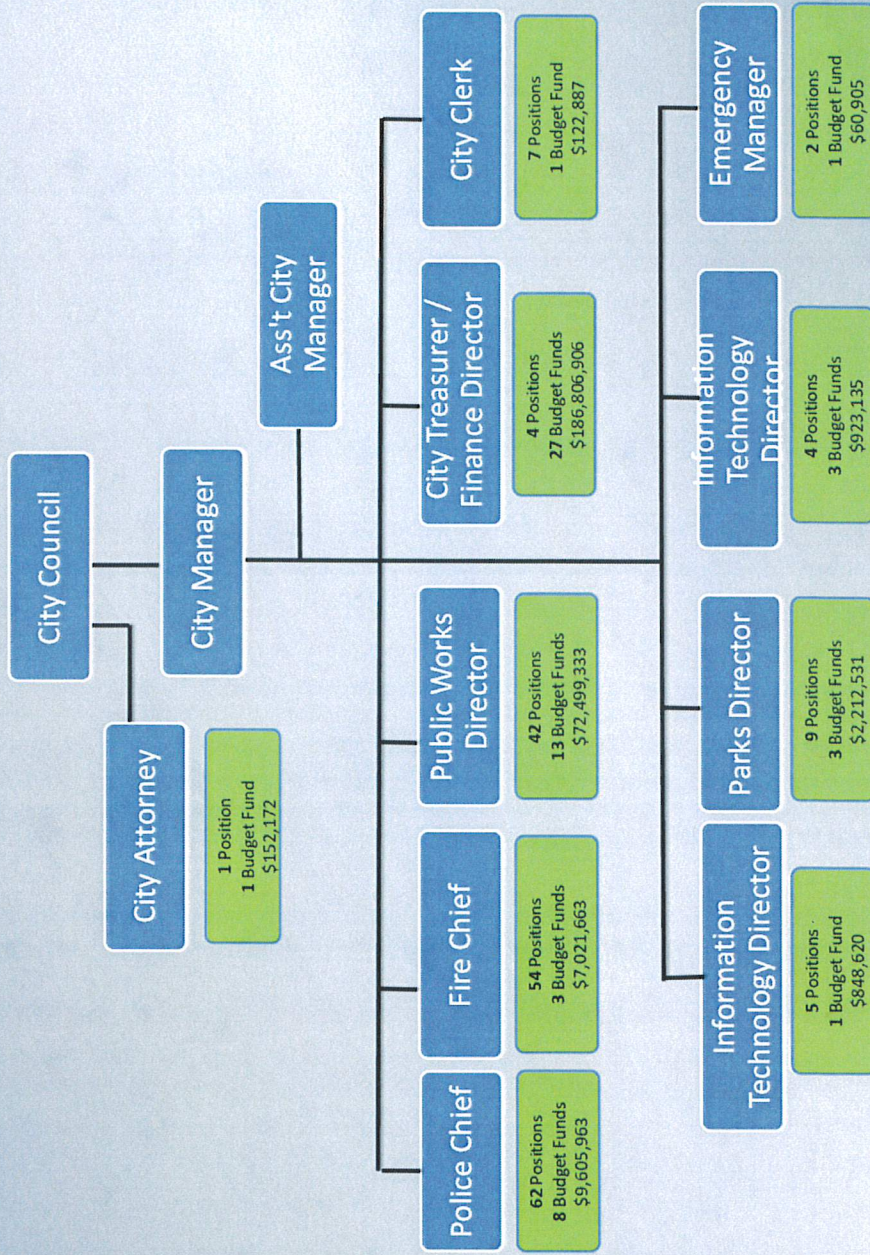 City Council
City Attorney
1 Position
1 Budget Fund
$152,172
City Manager
Ass't City
Manager
Police Chief
62 Positions
8 Budget Funds
$9,605,963
Fire Chief
54 Positions
3 Budget Funds
$7,021,663
Public Works
Director
42 Positions
13 Budget Funds
$72,499,333
City Treasurer /
Finance Director
4 Positions
27 Budget Funds
$186,806,906
City Clerk
7 Positions
1 Budget Fund
$122,887
Information
Technology Director
5 Positions
1 Budget Fund
$848,620
Parks Director
9 Positions
3 Budget Funds
$2,212,531
Information
Technology
Director
4 Positions
3 Budget Funds
$923,135
Emergency
Manager
2 Positions
1 Budget Fund
$60,905